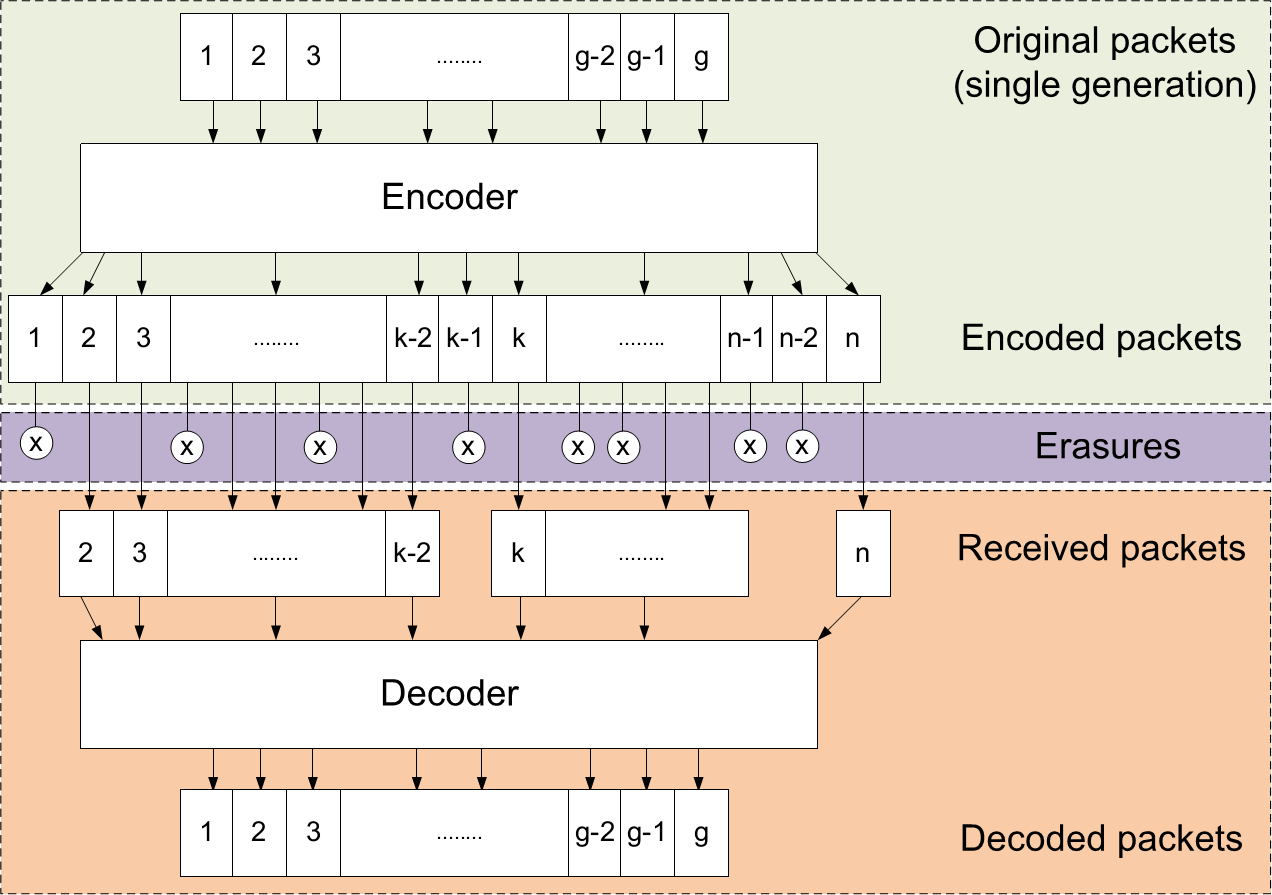 1 2 3 ........ g-2 g-1 g
Original packets
(single generation)
Encoder
1 2 3 ........ k-2 k-1 k ........ n-1 n-2 n
Encoded packets
x x x x x x x x
Erasures
2 3 ........ k-2 k ........ n
Received packets
Decoder
1 2 3 ........ g-2 g-1 g
Decoded packets